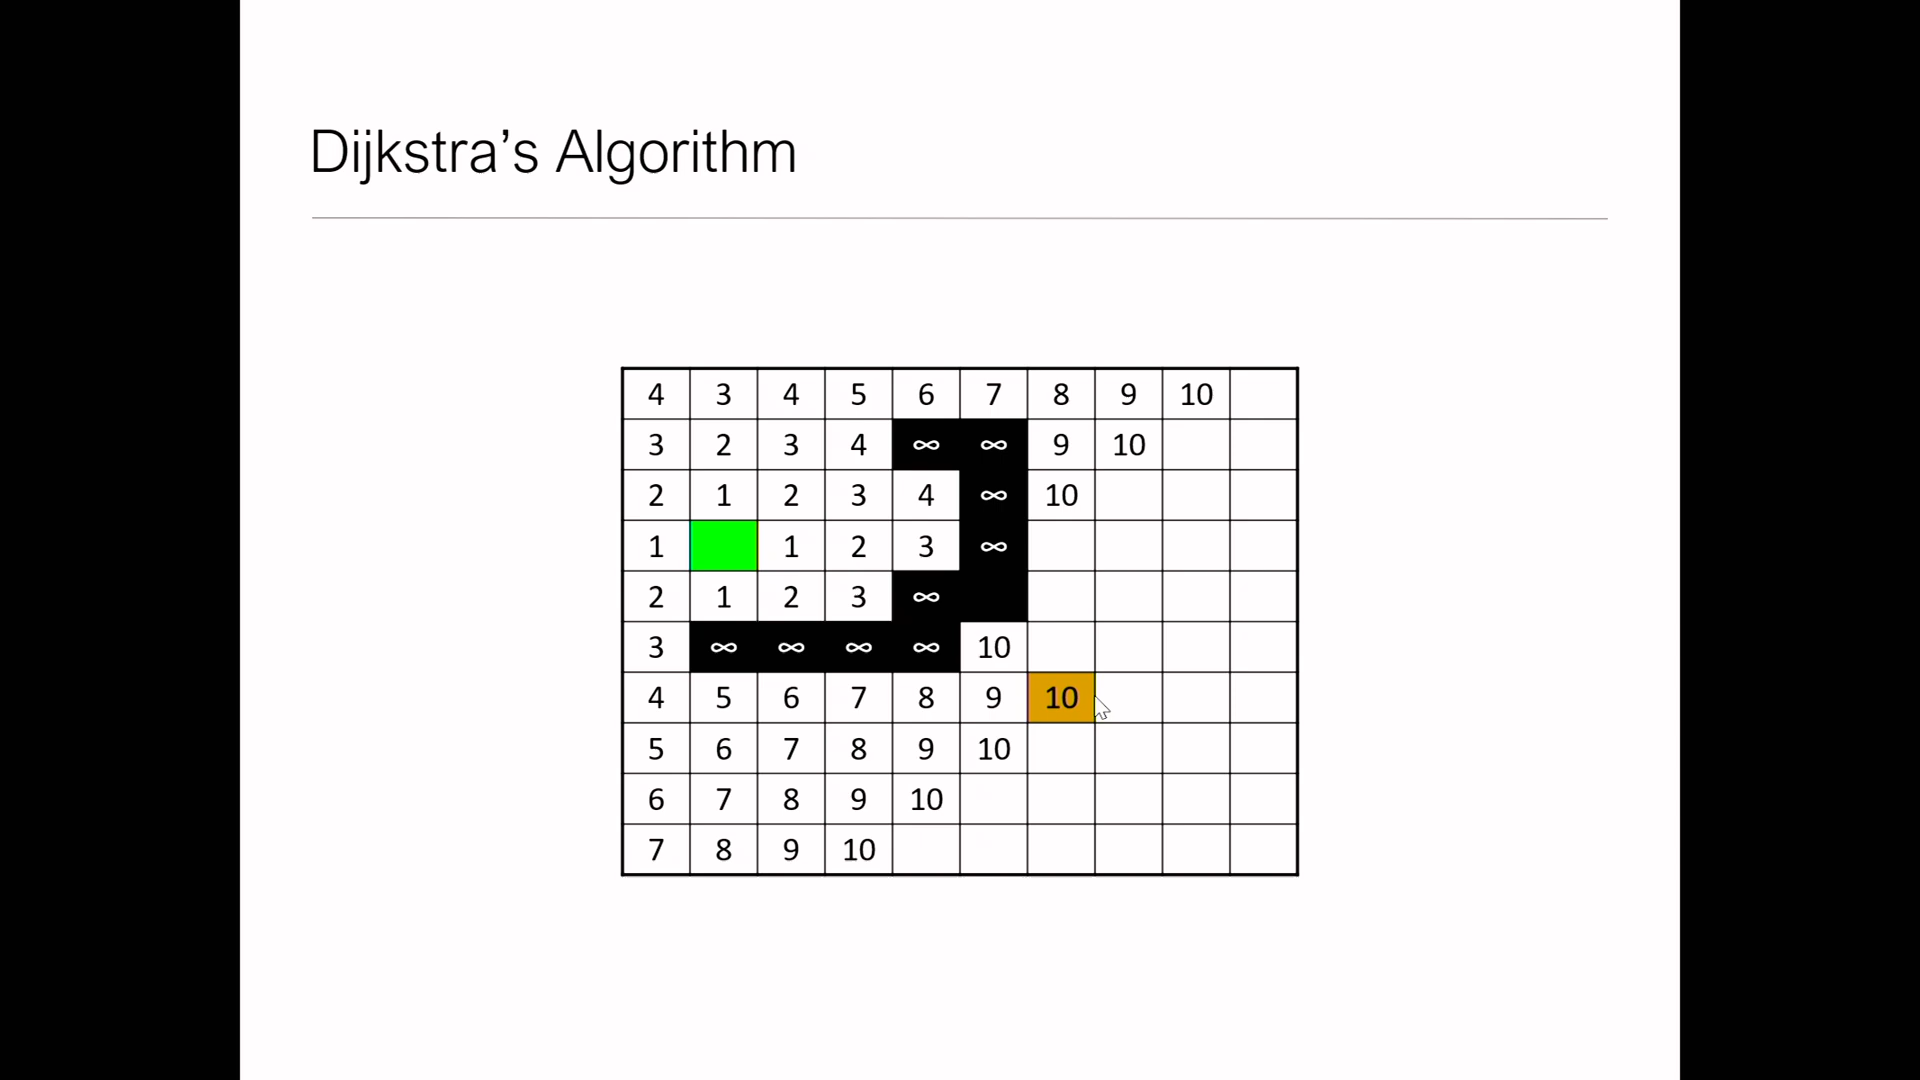 Dijkstra’s Algorithm
4 3 4 5 6 7 8 9 10
3 2 3 4 ∞ ∞ 9 10
2 1 2 3 4 ∞ 10
1 1 2 3 ∞
2 1 2 3 ∞
3 ∞ ∞ ∞ ∞ 10
4 5 6 7 8 9 10
5 6 7 8 9 10
6 7 8 9 10
7 8 9 10